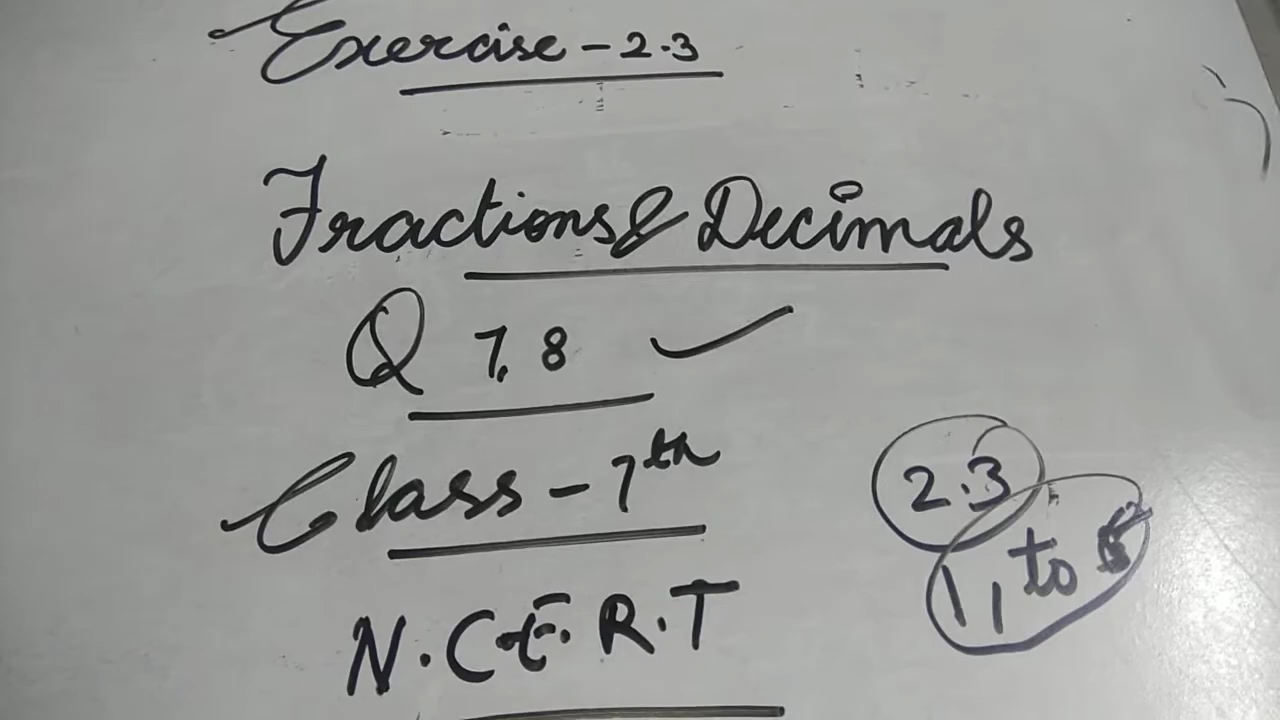 Exercise - 2.3
Fractions & Decimals
Q 7, 8
Class - 7th
N.C.E.R.T
2.3
1, to